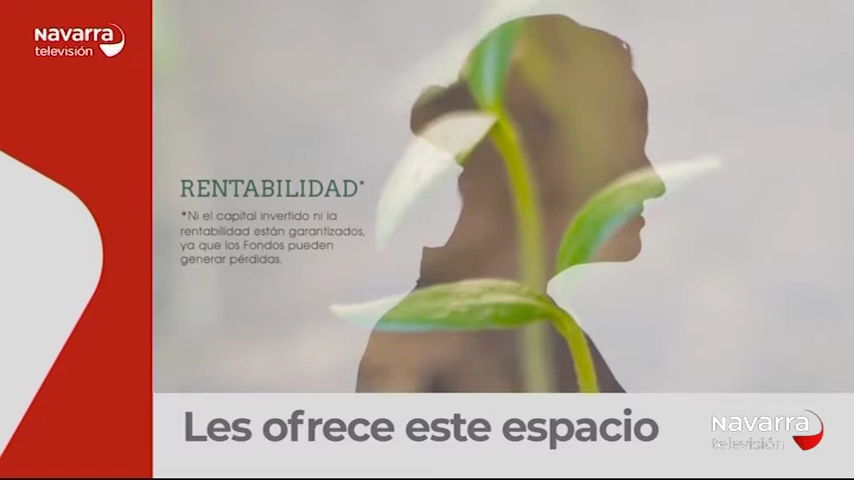 Navarra
televisión
RENTABILIDAD*
*Ni el capital invertido ni la
rentabilidad están garantizados,
ya que los Fondos pueden
generar pérdidas.
Les ofrece este espacio
Navarra
televisión